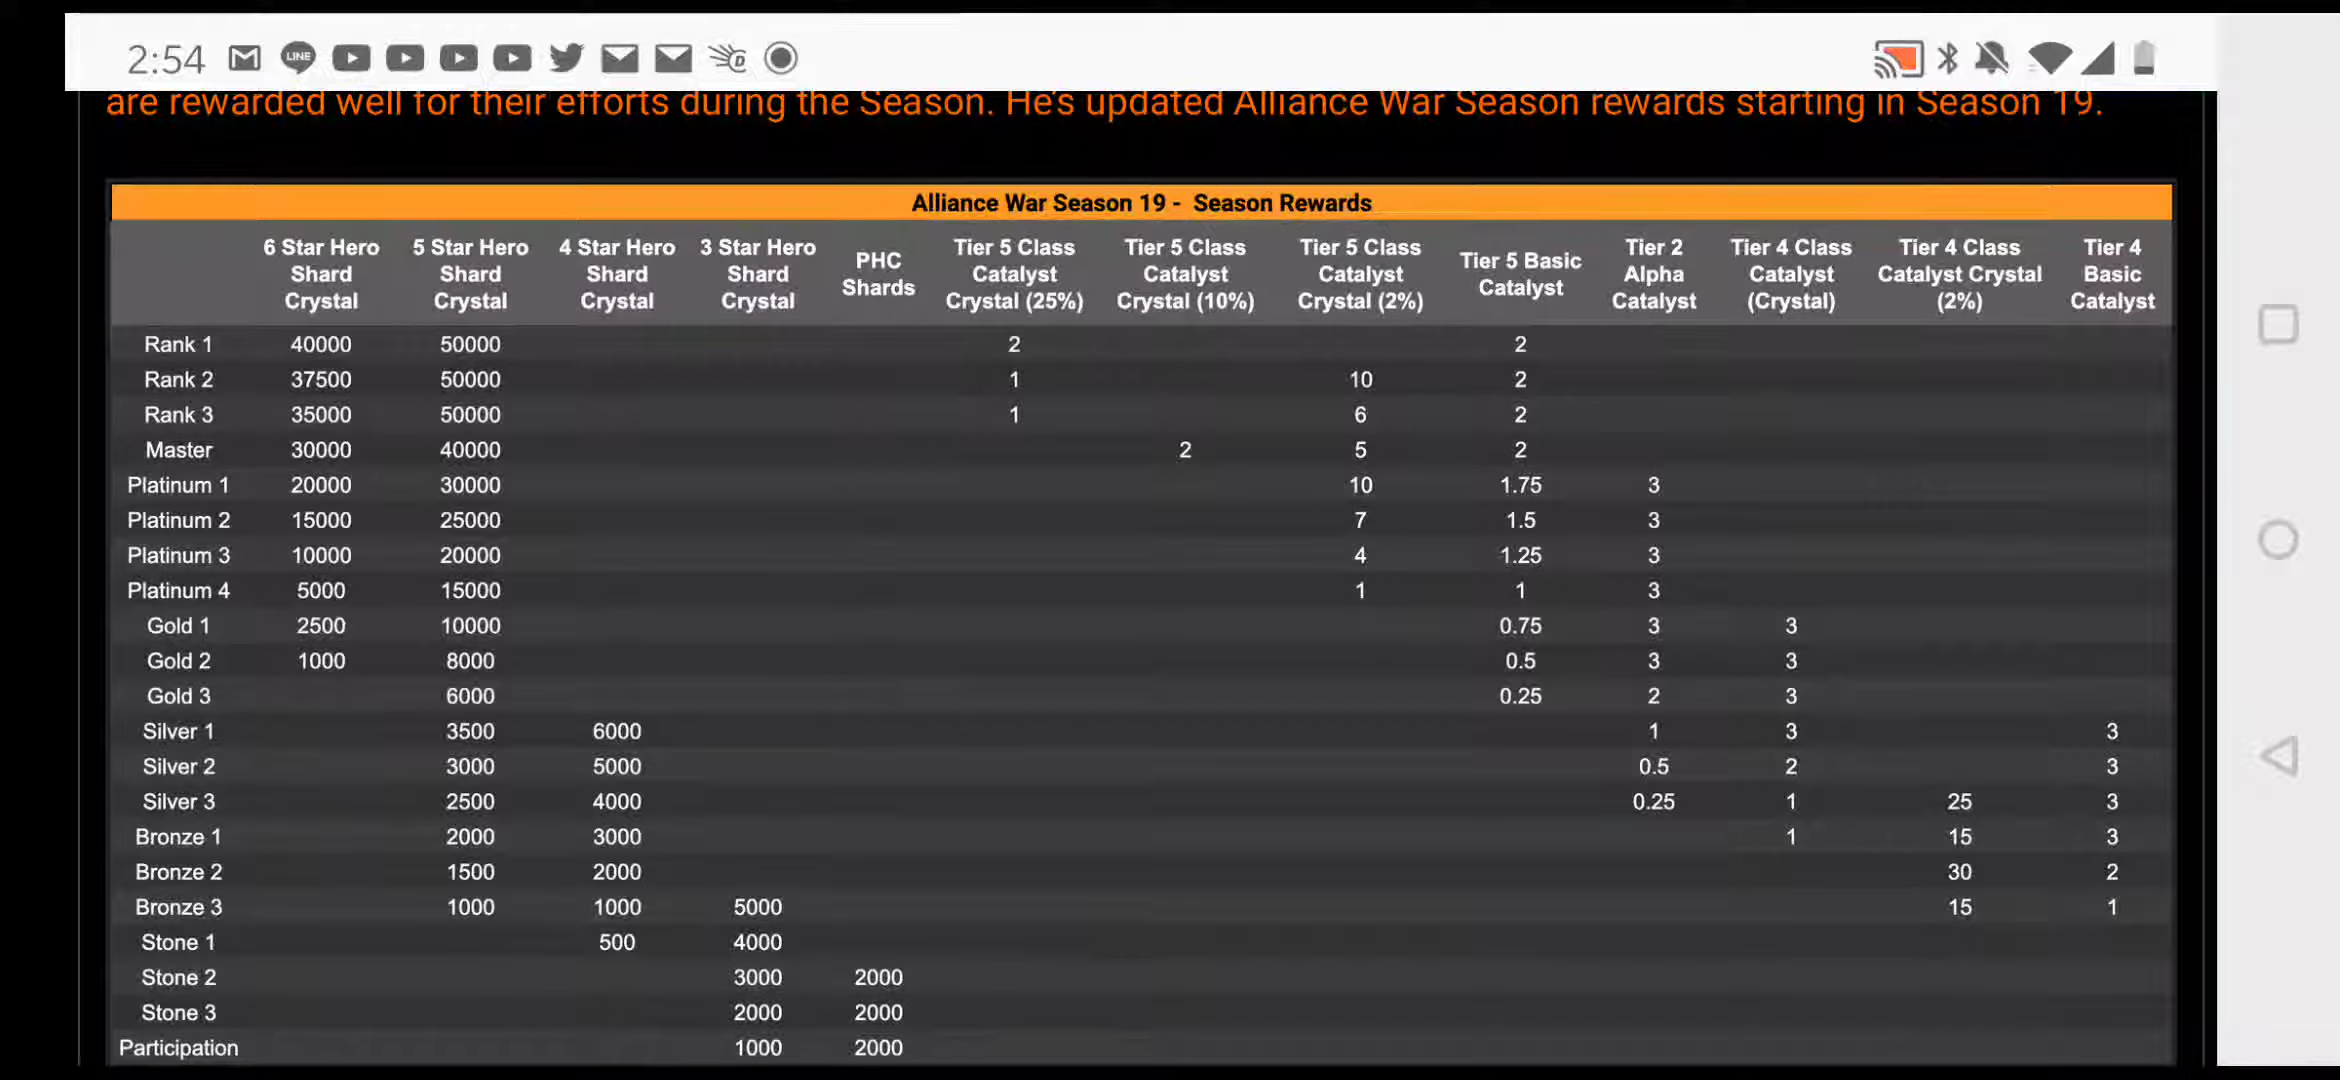 2:54
LINE
are rewarded well for their efforts during the Season. He's updated Alliance War Season rewards starting in Season 19.
Alliance War Season 19 - Season Rewards
6 Star Hero Shard Crystal 5 Star Hero Shard Crystal 4 Star Hero Shard Crystal 3 Star Hero Shard Crystal PHC Shards Tier 5 Class Catalyst Crystal (25%) Tier 5 Class Catalyst Crystal (10%) Tier 5 Class Catalyst Crystal (2%) Tier 5 Basic Catalyst Tier 2 Alpha Catalyst Tier 4 Class Catalyst (Crystal) Tier 4 Class Catalyst Crystal (2%) Tier 4 Basic Catalyst
Rank 1 40000 50000 2 2
Rank 2 37500 50000 1 10 2
Rank 3 35000 50000 1 6 2
Master 30000 40000 2 5 2
Platinum 1 20000 30000 10 1.75 3
Platinum 2 15000 25000 7 1.5 3
Platinum 3 10000 20000 4 1.25 3
Platinum 4 5000 15000 1 1 3
Gold 1 2500 10000 0.75 3 3
Gold 2 1000 8000 0.5 3 3
Gold 3 6000 0.25 2 3
Silver 1 3500 6000 1 3 3
Silver 2 3000 5000 0.5 2 3
Silver 3 2500 4000 0.25 1 25 3
Bronze 1 2000 3000 1 15 3
Bronze 2 1500 2000 30 2
Bronze 3 1000 1000 5000 15 1
Stone 1 500 4000
Stone 2 3000 2000
Stone 3 2000 2000
Participation 1000 2000